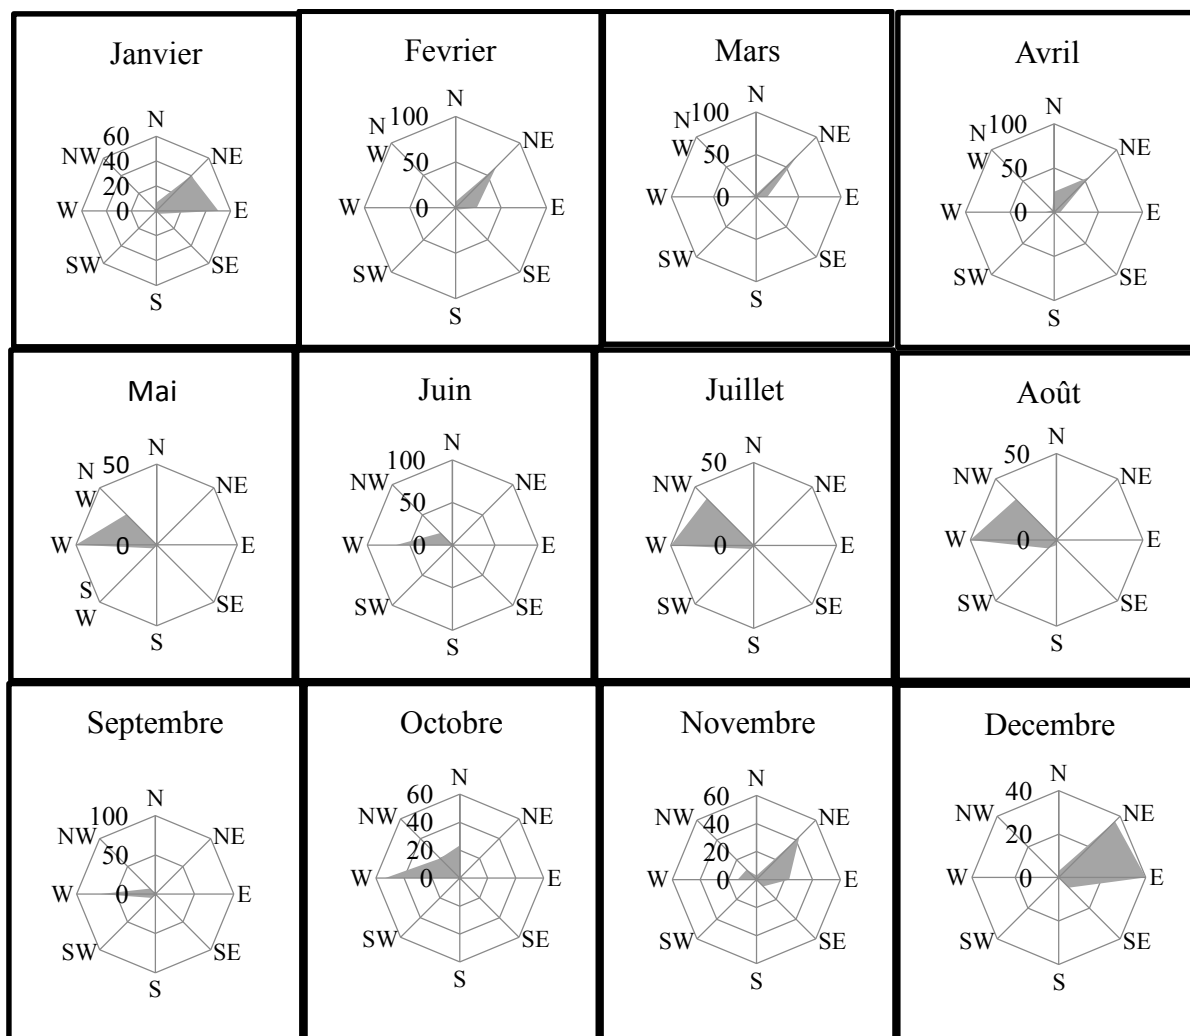 Janvier
N
60
NW
40
NE
20
W
0
E
SW
SE
S
Fevrier
N
100
N
W
NE
50
W
0
E
SW
SE
S
Mars
N
100
N
W
NE
50
W
0
E
SW
SE
S
Avril
N
100
N
W
NE
50
W
0
E
SW
SE
S
Mai
N
50
N
W
NE
W
0
E
S
W
SE
S
Juin
N
100
NW
NE
50
W
0
E
SW
SE
S
Juillet
N
50
NW
NE
W
0
E
SW
SE
S
Août
N
50
NW
NE
W
0
E
SW
SE
S
Septembre
N
100
NW
NE
50
W
0
E
SW
SE
S
Octobre
N
60
NW
NE
40
20
W
0
E
SW
SE
S
Novembre
N
60
NW
NE
40
20
W
0
E
SW
SE
S
Decembre
N
40
NW
NE
20
W
0
E
SW
SE
S